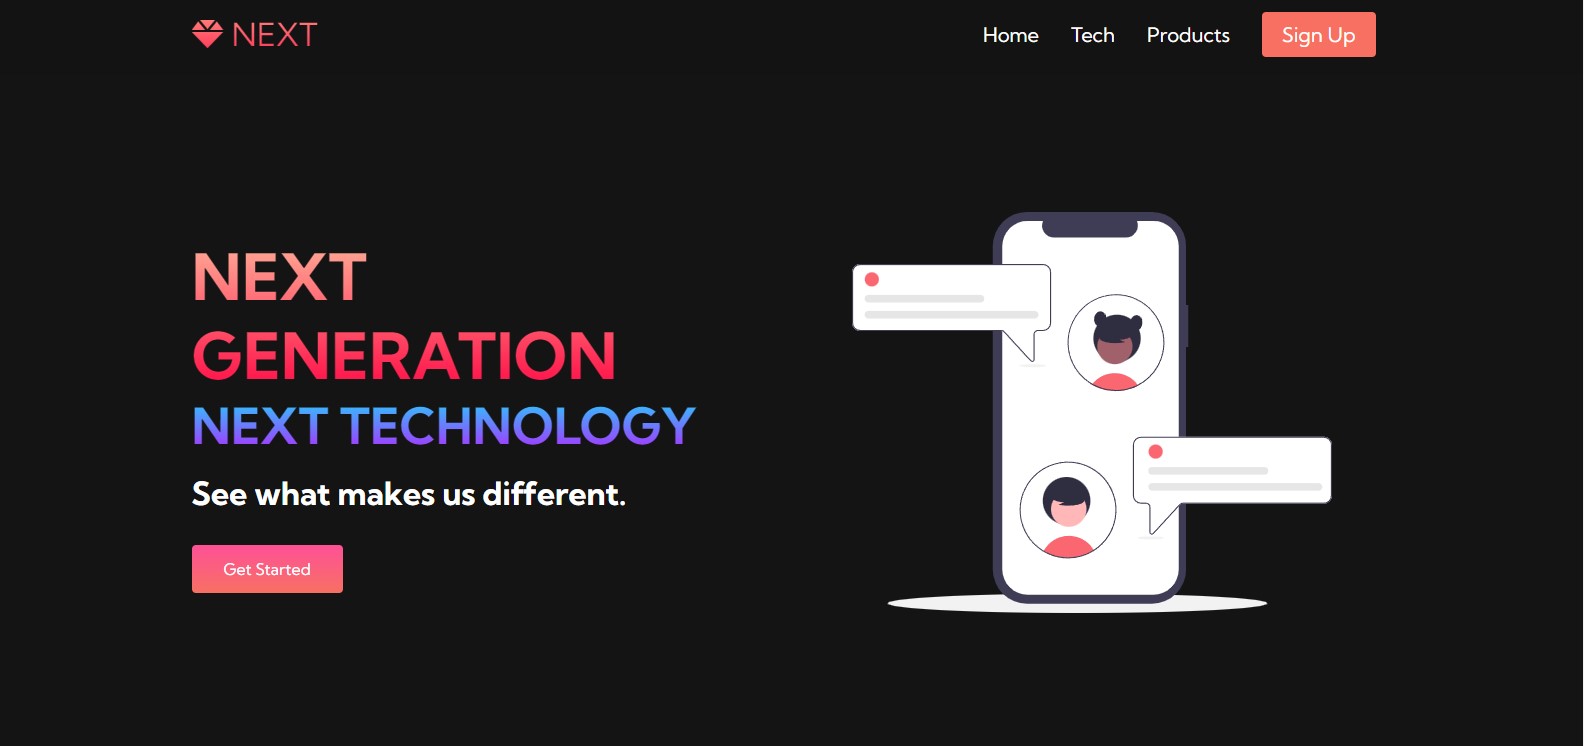 NEXT
Home
Tech
Products
Sign Up
NEXT
GENERATION
NEXT TECHNOLOGY
See what makes us different.
Get Started